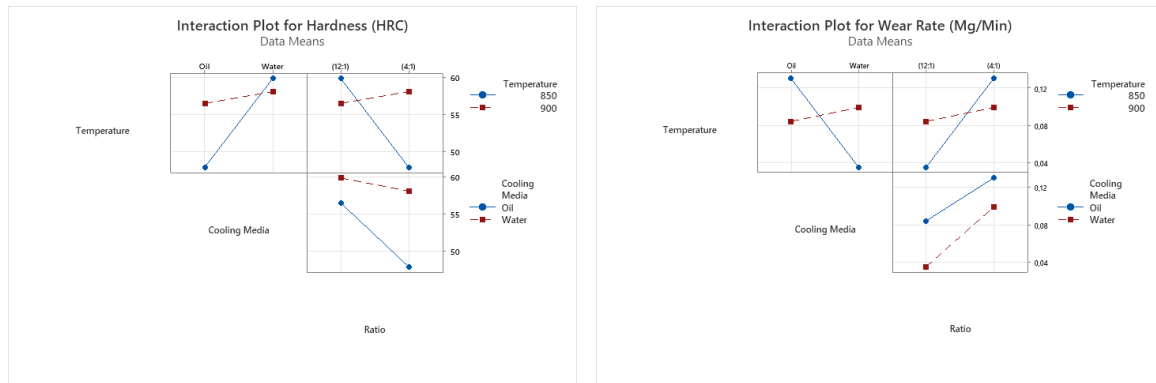 Interaction Plot for Hardness (HRC)
Data Means
Oil Water (12:1) (4:1)
60
55
50
Temperature
850
900
Temperature
60
55
50
Cooling
Media
Oil
Water
Cooling Media
Ratio
Interaction Plot for Wear Rate (Mg/Min)
Data Means
Oil Water (12:1) (4:1)
0,12
0,08
0,04
Temperature
850
900
Temperature
0,12
0,08
0,04
Cooling
Media
Oil
Water
Cooling Media
Ratio